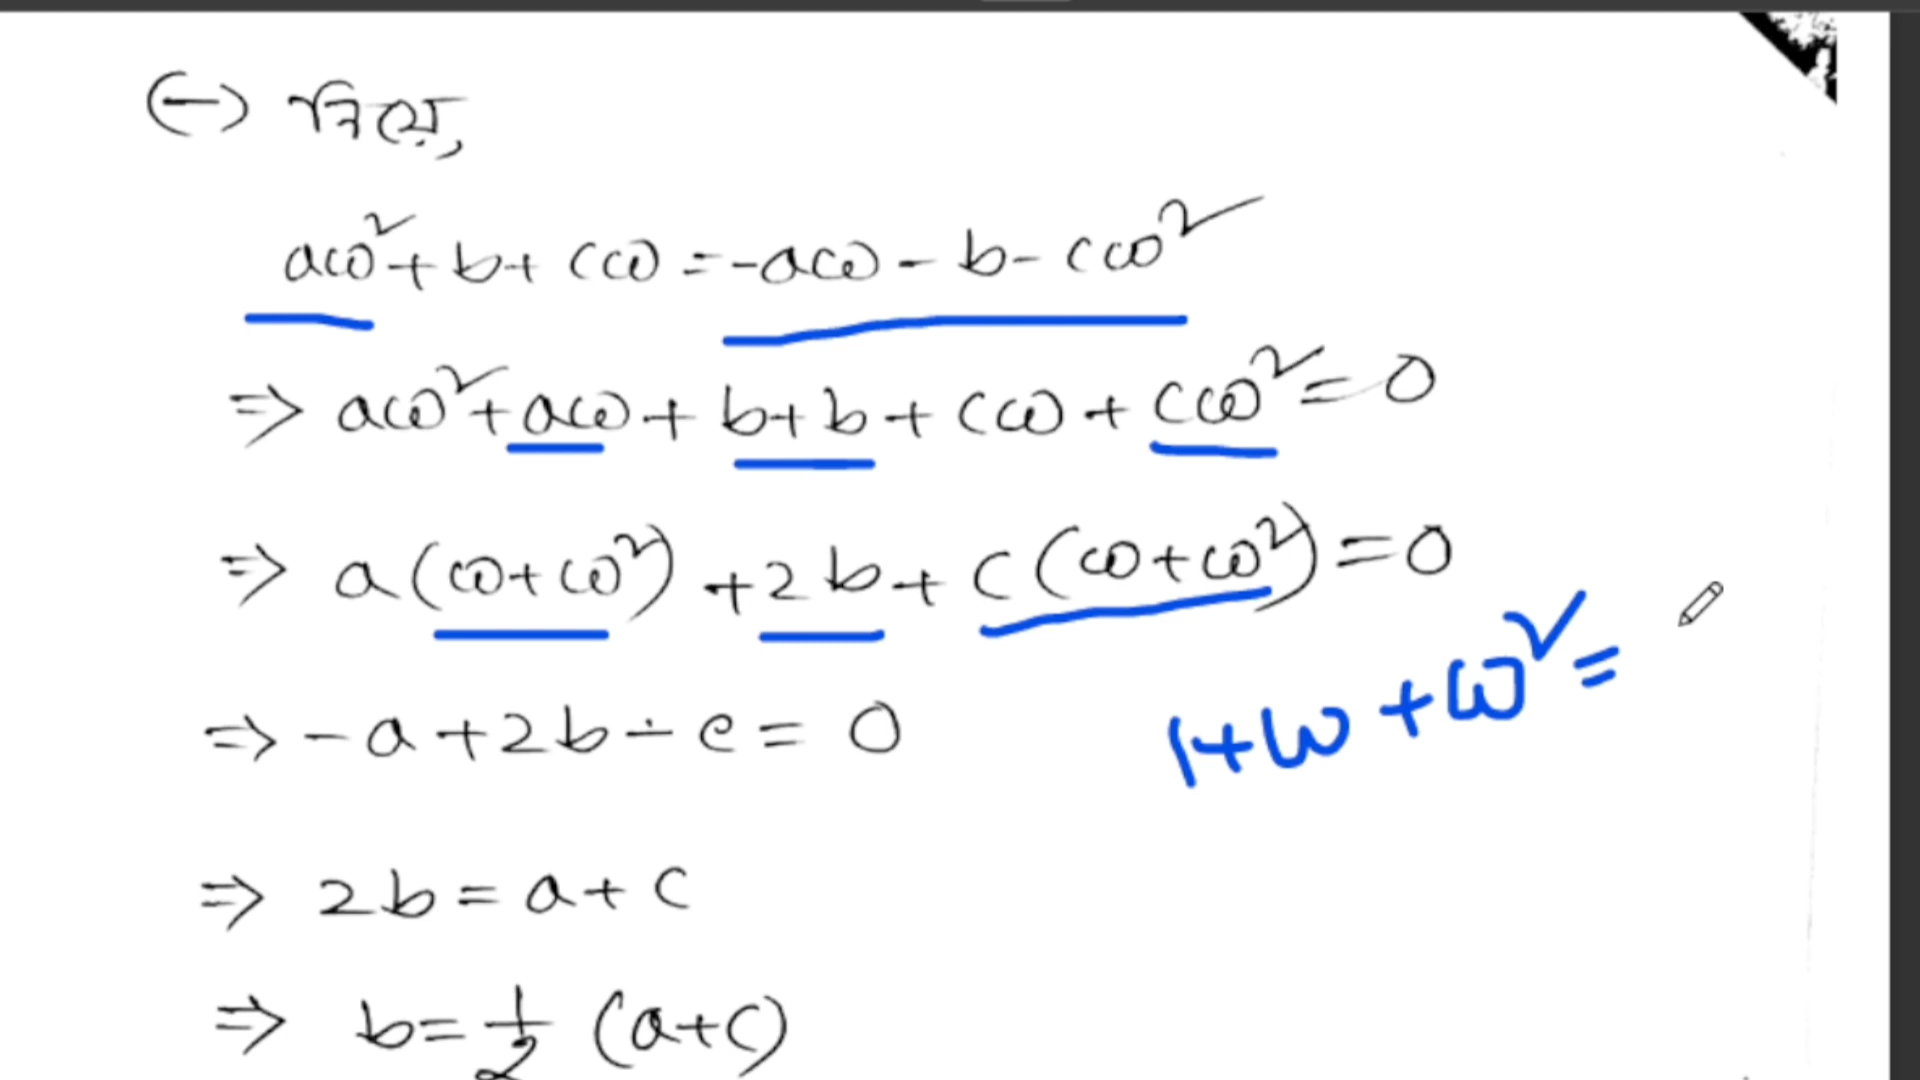 (-) নিয়ে,
aω²+b+cω=-aω-b-cω²
⇒ aω²+aω+b+b+cω+cω²=0
⇒ a(ω+ω²)+2b+c(ω+ω²)=0
1+ω+ω²=
⇒ -a+2b-c=0
⇒ 2b=a+c
⇒ b=1/2 (a+c)